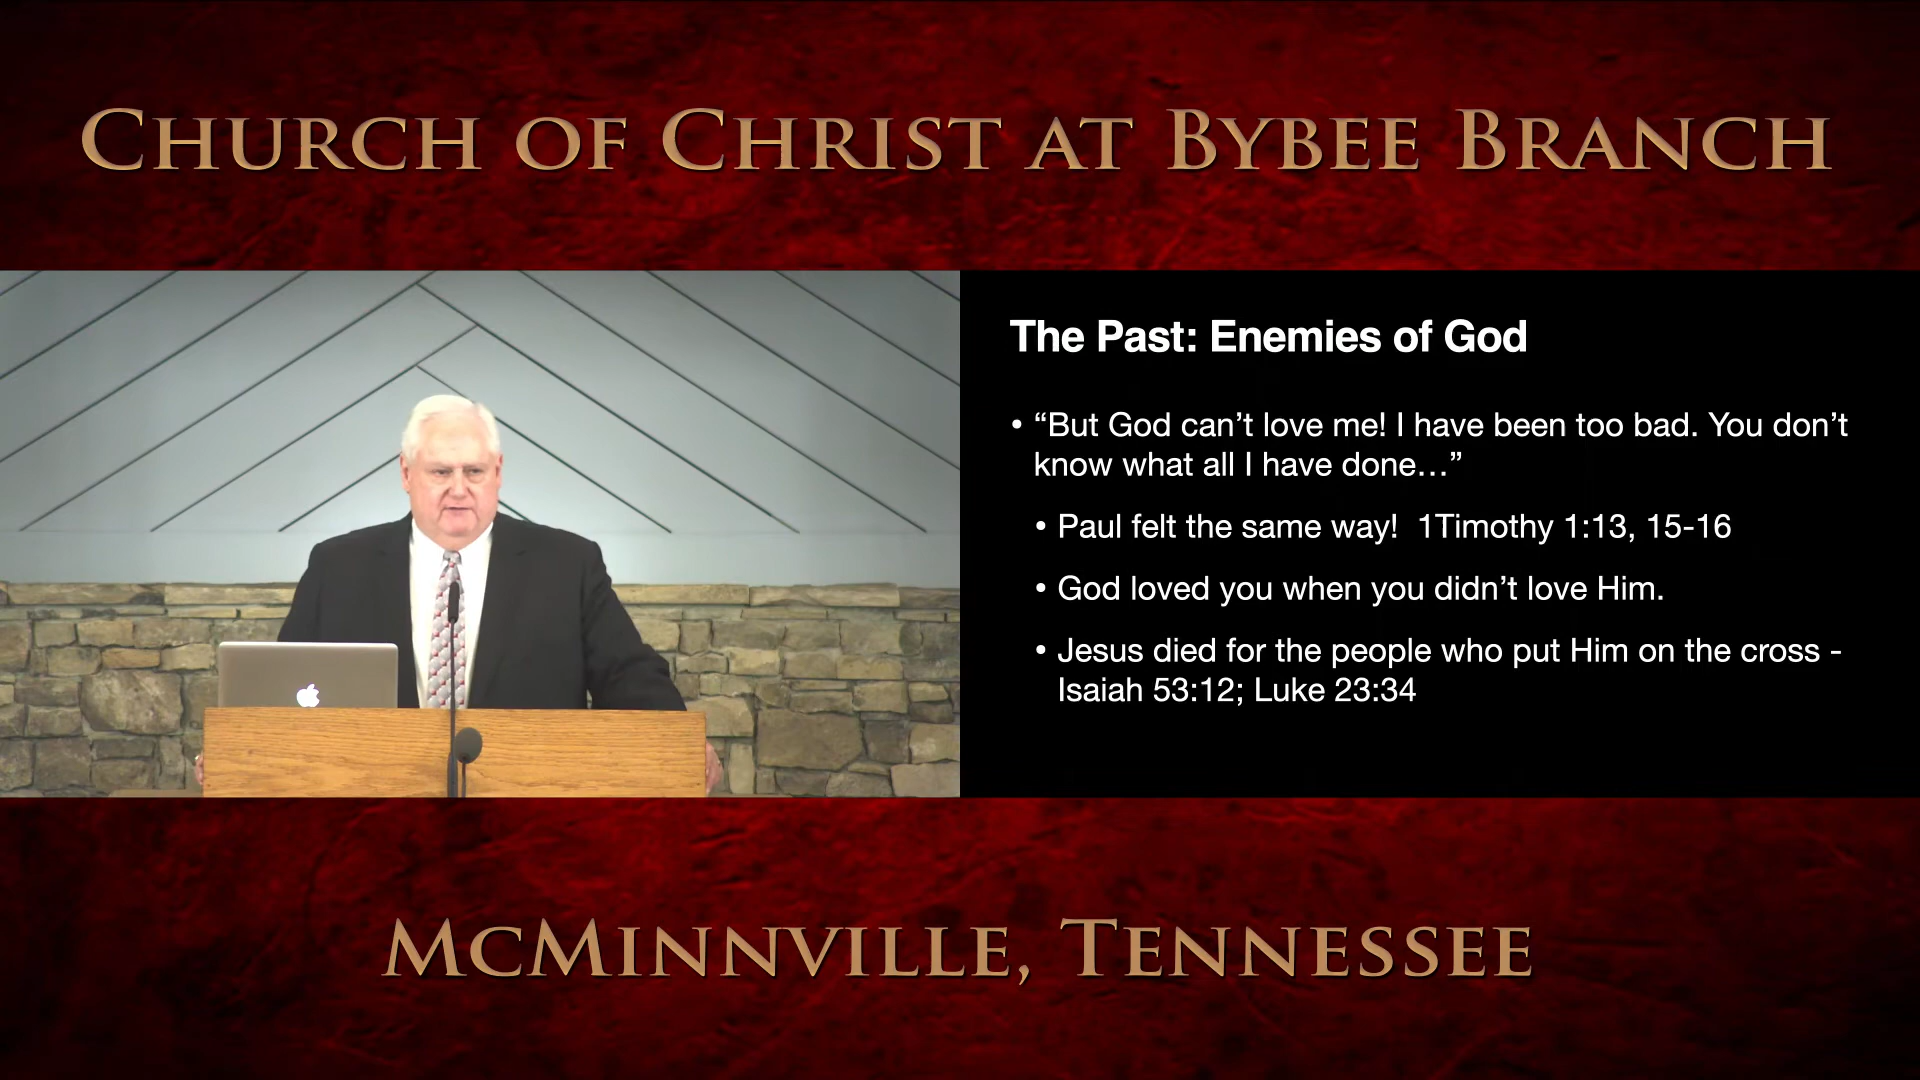 CHURCH OF CHRIST AT BYBEE BRANCH
The Past: Enemies of God
• “But God can’t love me! I have been too bad. You don’t
know what all I have done…”
• Paul felt the same way!  1Timothy 1:13, 15-16
• God loved you when you didn’t love Him.
• Jesus died for the people who put Him on the cross -
Isaiah 53:12; Luke 23:34
MCMINNVILLE, TENNESSEE